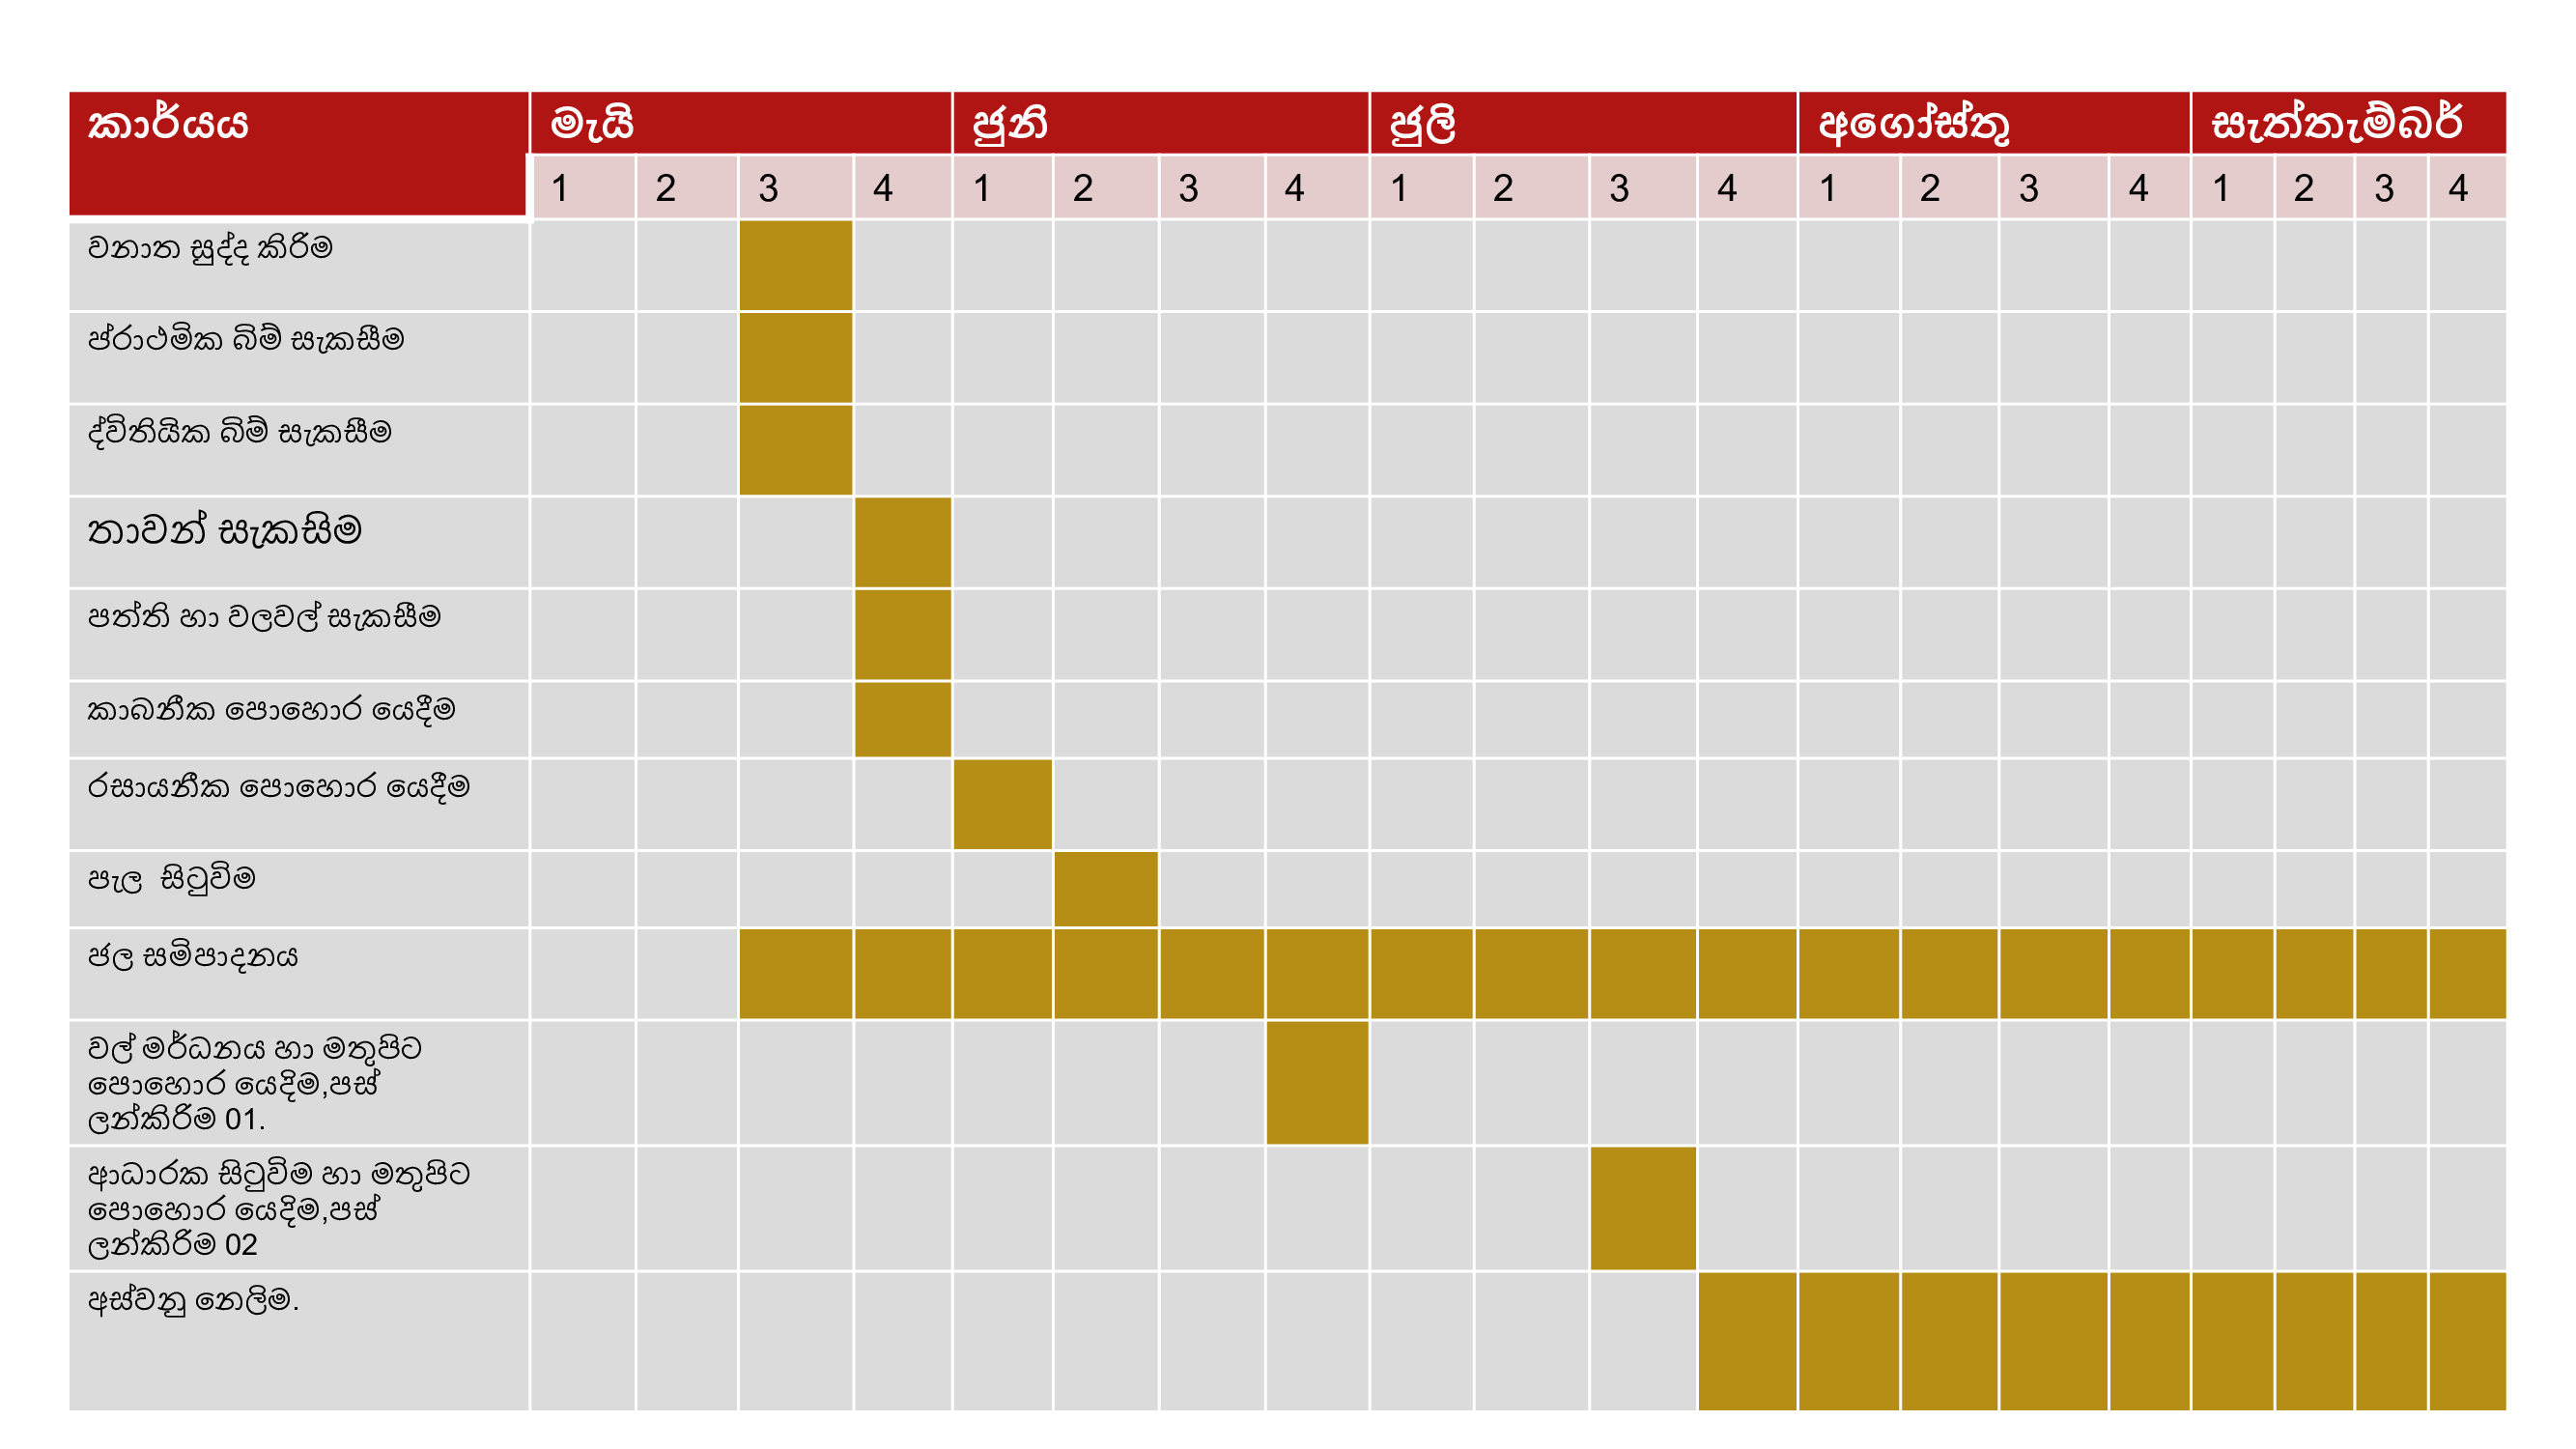 කාර්යය මැයි ජුනි ජුලි අගෝස්තු සැත්තැම්බර්
1 2 3 4 1 2 3 4 1 2 3 4 1 2 3 4 1 2 3 4
වනාත සුද්ද කිරිම
ප්රාථමික බිම් සැකසීම
ද්විතියික බිම් සැකසීම
තාවන් සැකසිම
පත්ති හා වලවල් සැකසීම
කාබනීක පොහොර යෙදීම
රසායනීක පොහොර යෙදීම
පැල සිටුවිම
ජල සමිපාදනය
වල් මර්ධනය හා මතුපිට
පොහොර යෙදිම,පස්
ලන්කිරිම 01.
ආධාරක සිටුවිම හා මතුපිට
පොහොර යෙදිම,පස්
ලන්කිරිම 02
අස්වනු නෙලිම.